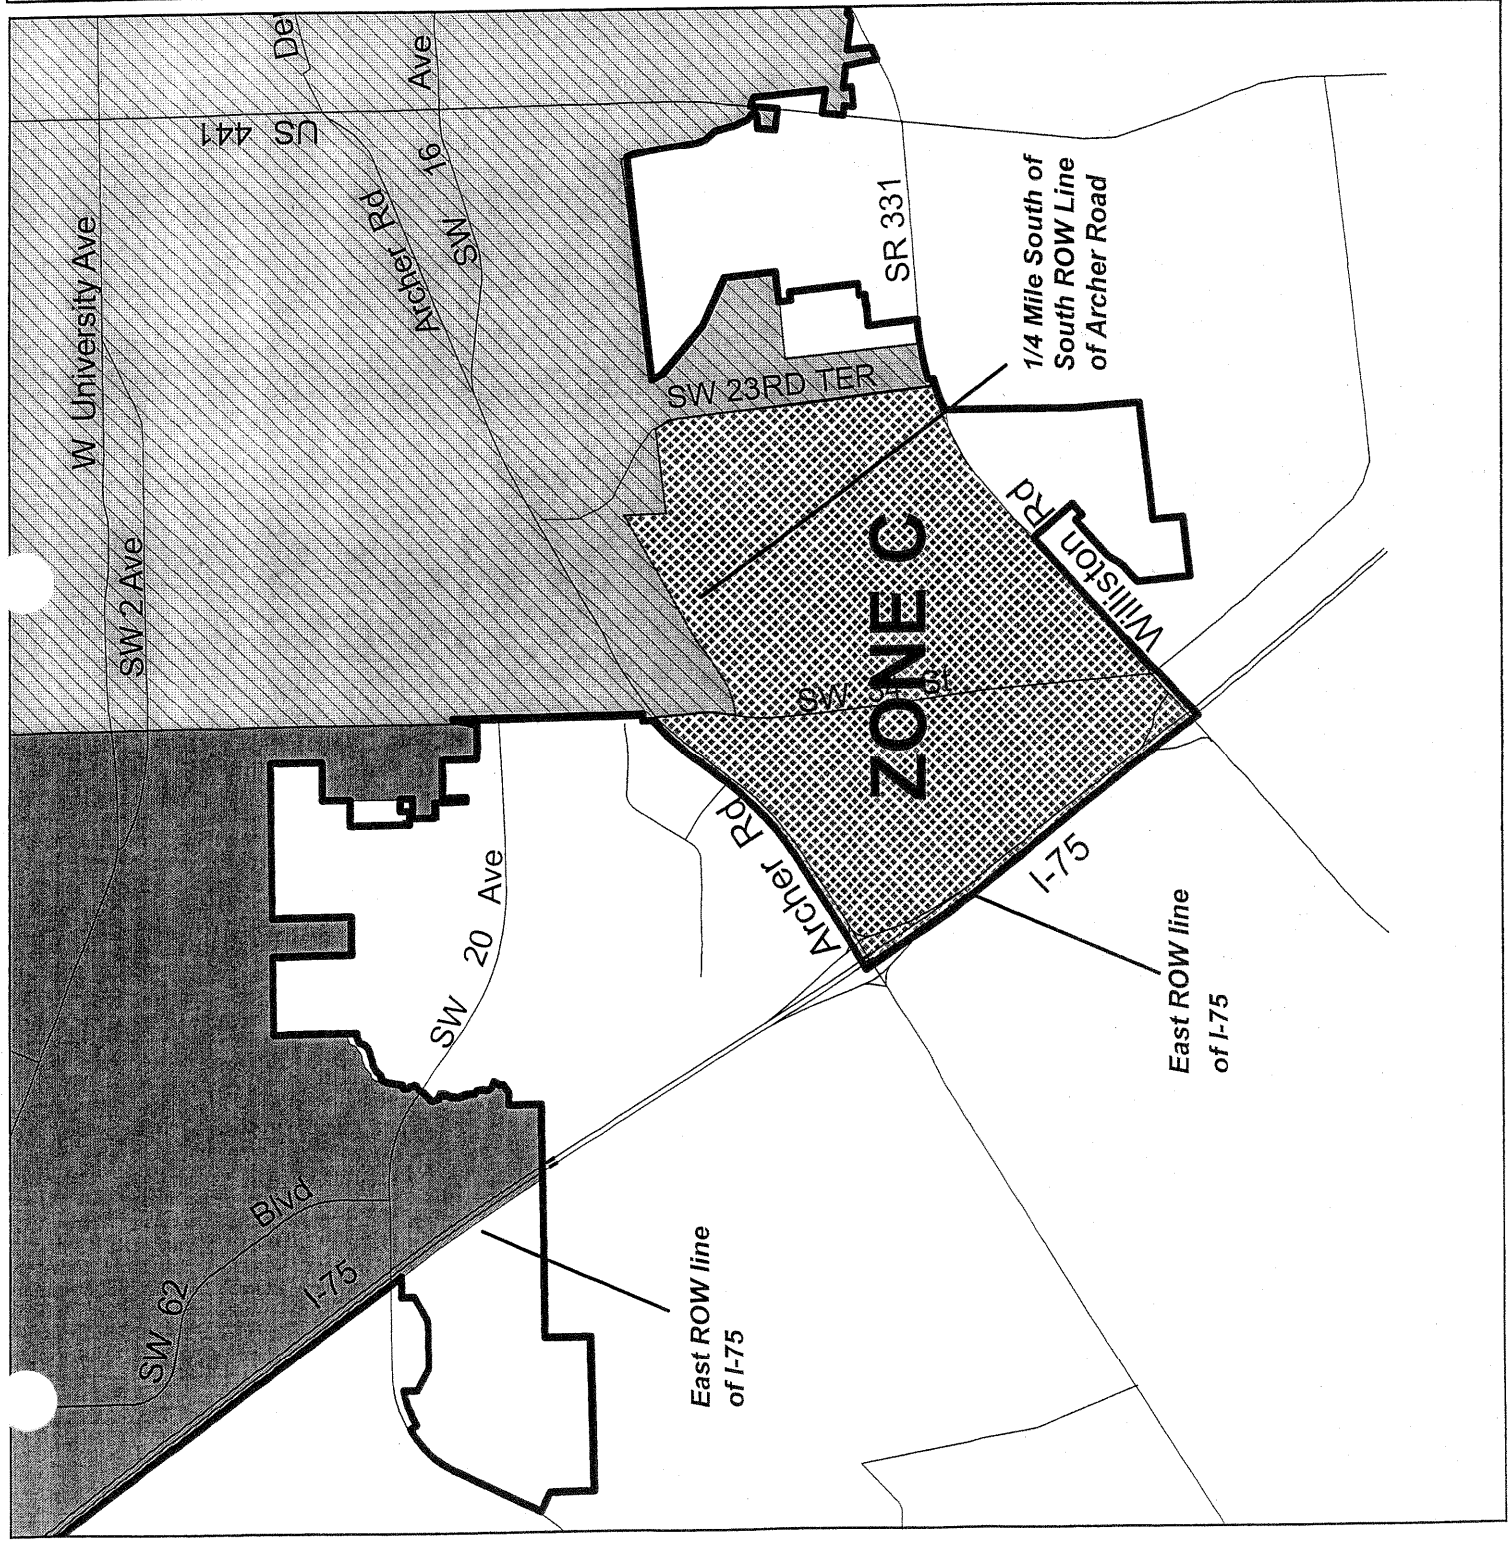 De
SW 16 Ave
US 441
Archer Rd
W University Ave
SW 2 Ave
SR 331
SW 23RD TER
1/4 Mile South of
South ROW Line
of Archer Road
Williston Rd
ZONE C
SW St
Archer Rd
I-75
East ROW line
of I-75
SW 20 Ave
SW 62 Blvd
I-75
East ROW line
of I-75